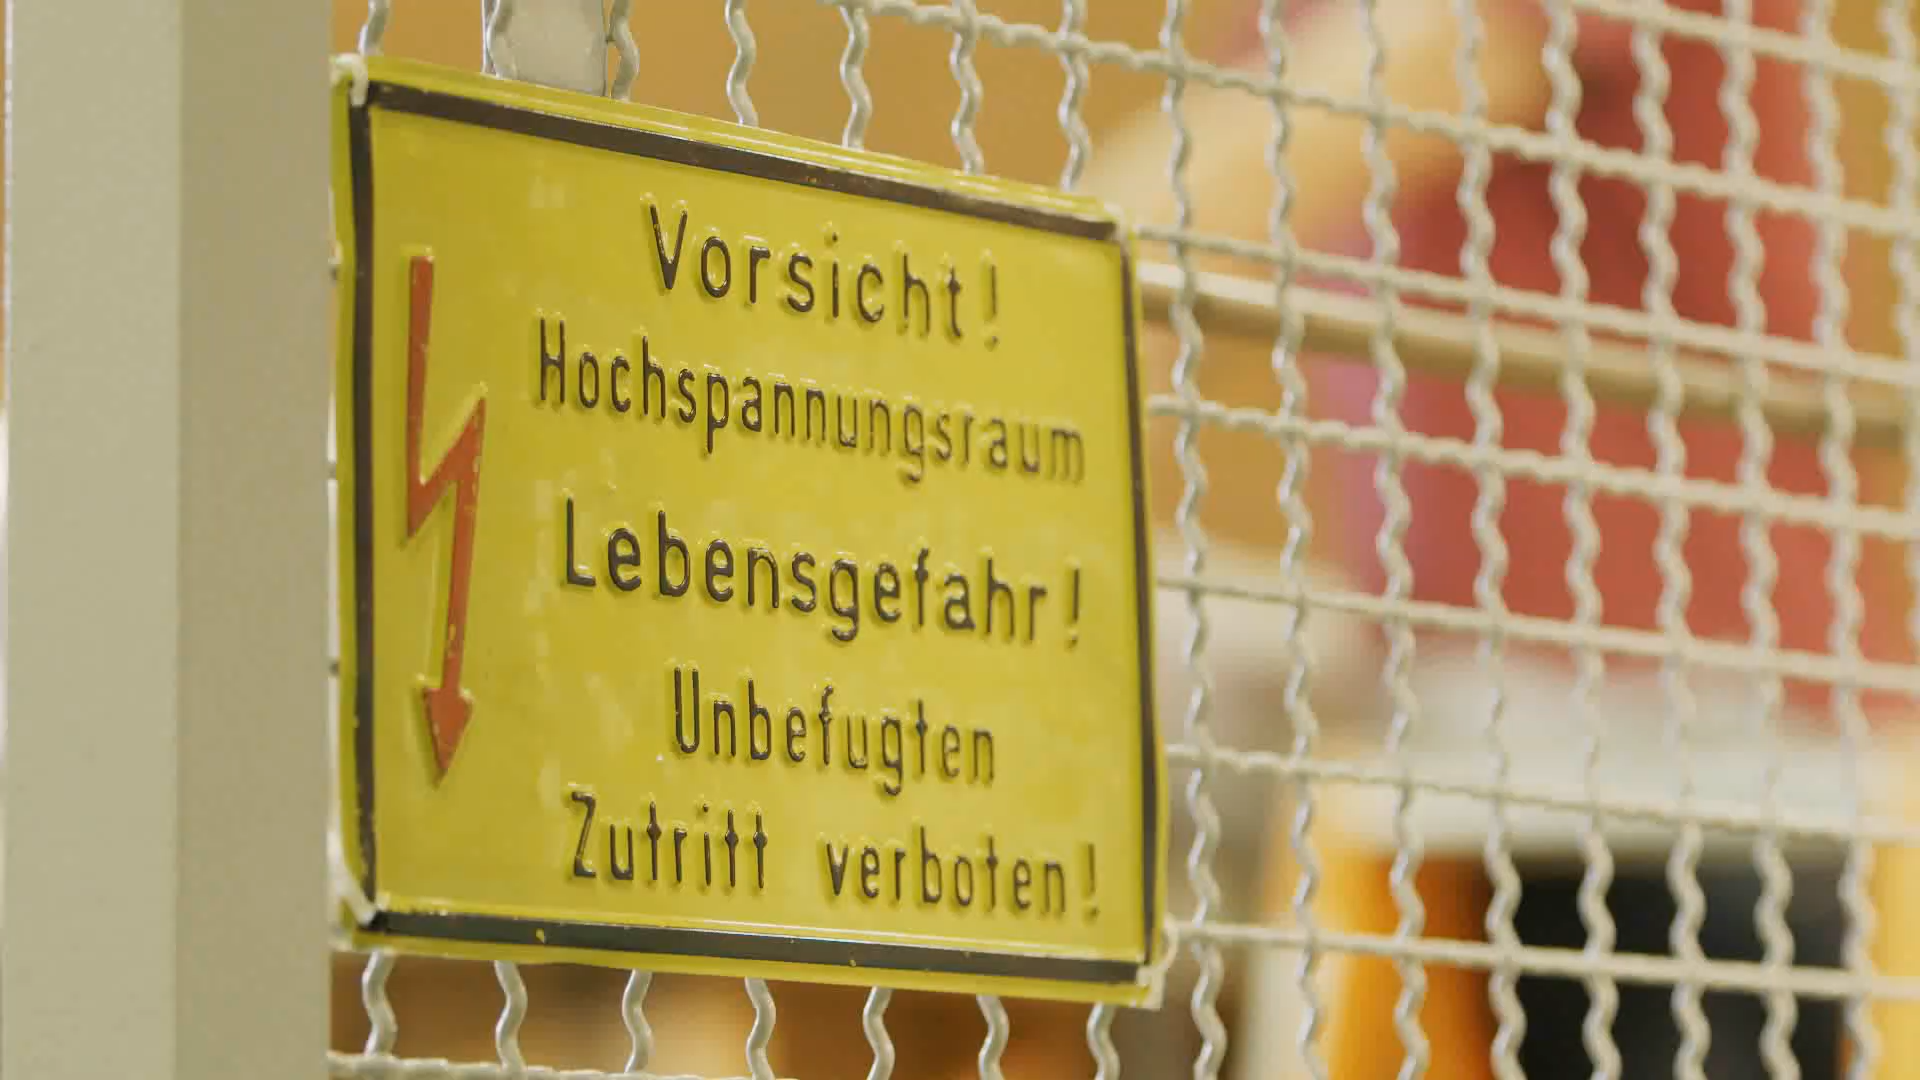 Vorsicht!
Hochspannungsraum
Lebensgefahr!
Unbefugten
Zutritt verboten!